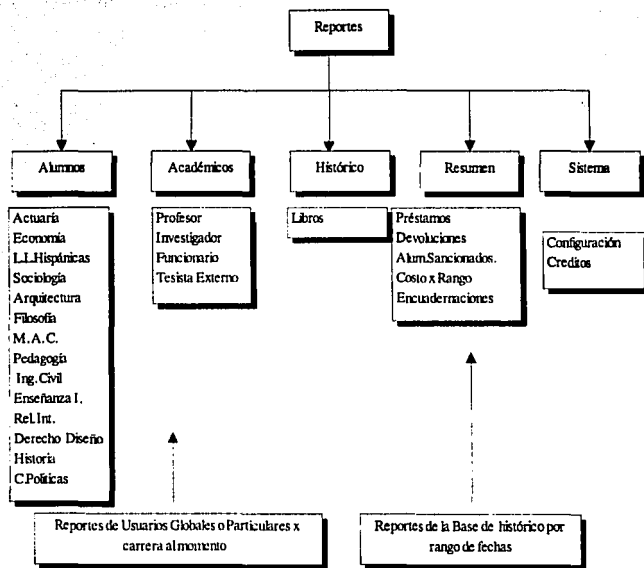 Reportes
Alumnos
Académicos
Histórico
Resumen
Sistema
Actuaría
Economía
L.L.Hispánicas
Sociología
Arquitectura
Filosofía
M.A.C.
Pedagogía
Ing.Civil
Enseñanza I.
Rel.Int.
Derecho Diseño
Historia
C.Políticas
Profesor
Investigador
Funcionario
Tesista Externo
Libros
Préstamos
Devoluciones
Alum.Sancionados.
Costo x Rango
Encuadernaciones
Configuración
Creditos
Reportes de Usuarios Globales o Particulares x
carrera al momento
Reportes de la Base de histórico por
rango de fechas